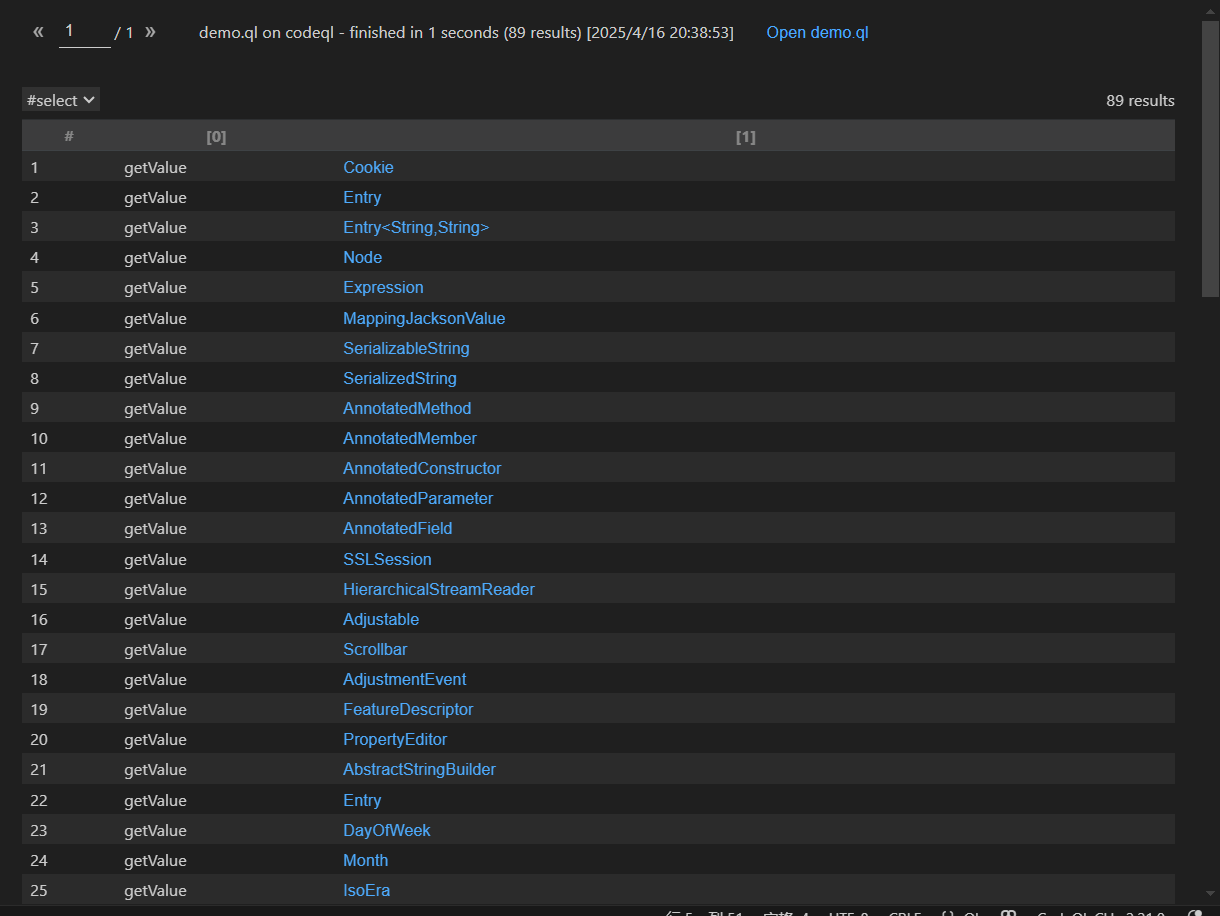 « 1 / 1 » demo.ql on codeql - finished in 1 seconds (89 results) [2025/4/16 20:38:53] Open demo.ql
#select 89 results
# [0] [1]
1 getValue Cookie
2 getValue Entry
3 getValue Entry<String,String>
4 getValue Node
5 getValue Expression
6 getValue MappingJacksonValue
7 getValue SerializableString
8 getValue SerializedString
9 getValue AnnotatedMethod
10 getValue AnnotatedMember
11 getValue AnnotatedConstructor
12 getValue AnnotatedParameter
13 getValue AnnotatedField
14 getValue SSLSession
15 getValue HierarchicalStreamReader
16 getValue Adjustable
17 getValue Scrollbar
18 getValue AdjustmentEvent
19 getValue FeatureDescriptor
20 getValue PropertyEditor
21 getValue AbstractStringBuilder
22 getValue Entry
23 getValue DayOfWeek
24 getValue Month
25 getValue IsoEra